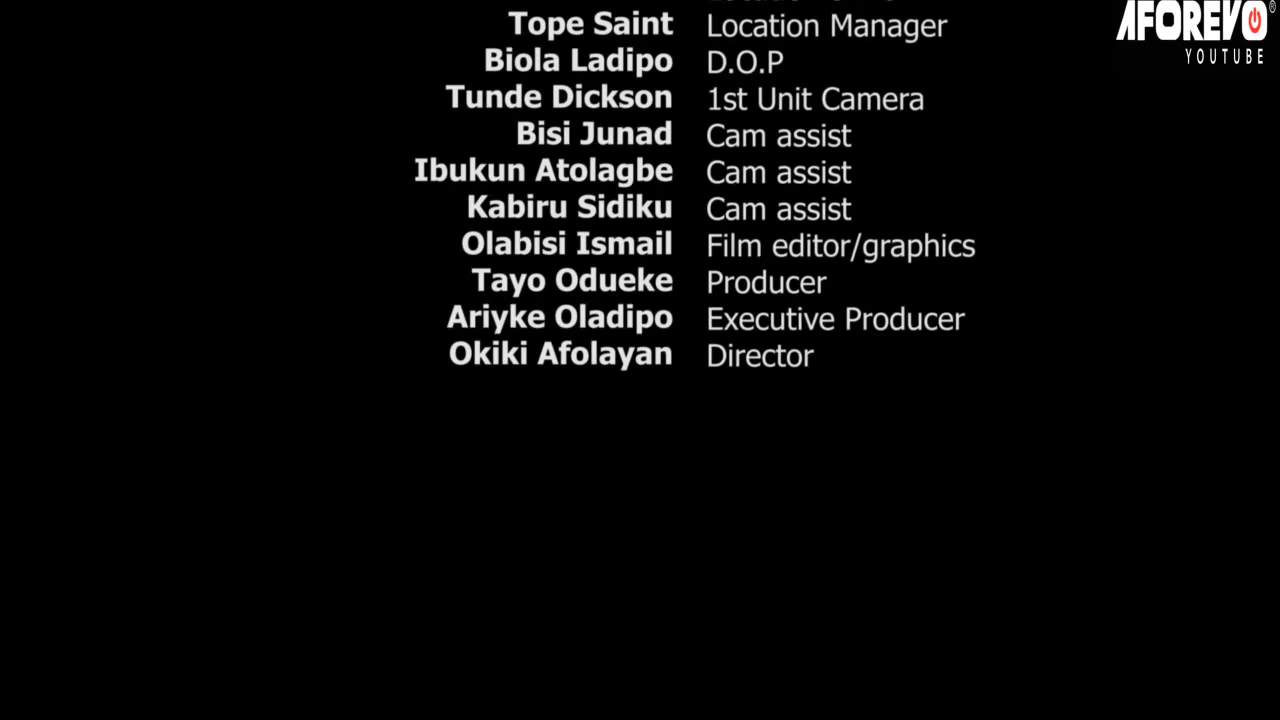 AFOREVO®
YOUTUBE
Tope Saint Location Manager
Biola Ladipo D.O.P
Tunde Dickson 1st Unit Camera
Bisi Junad Cam assist
Ibukun Atolagbe Cam assist
Kabiru Sidiku Cam assist
Olabisi Ismail Film editor/graphics
Tayo Odueke Producer
Ariyke Oladipo Executive Producer
Okiki Afolayan Director